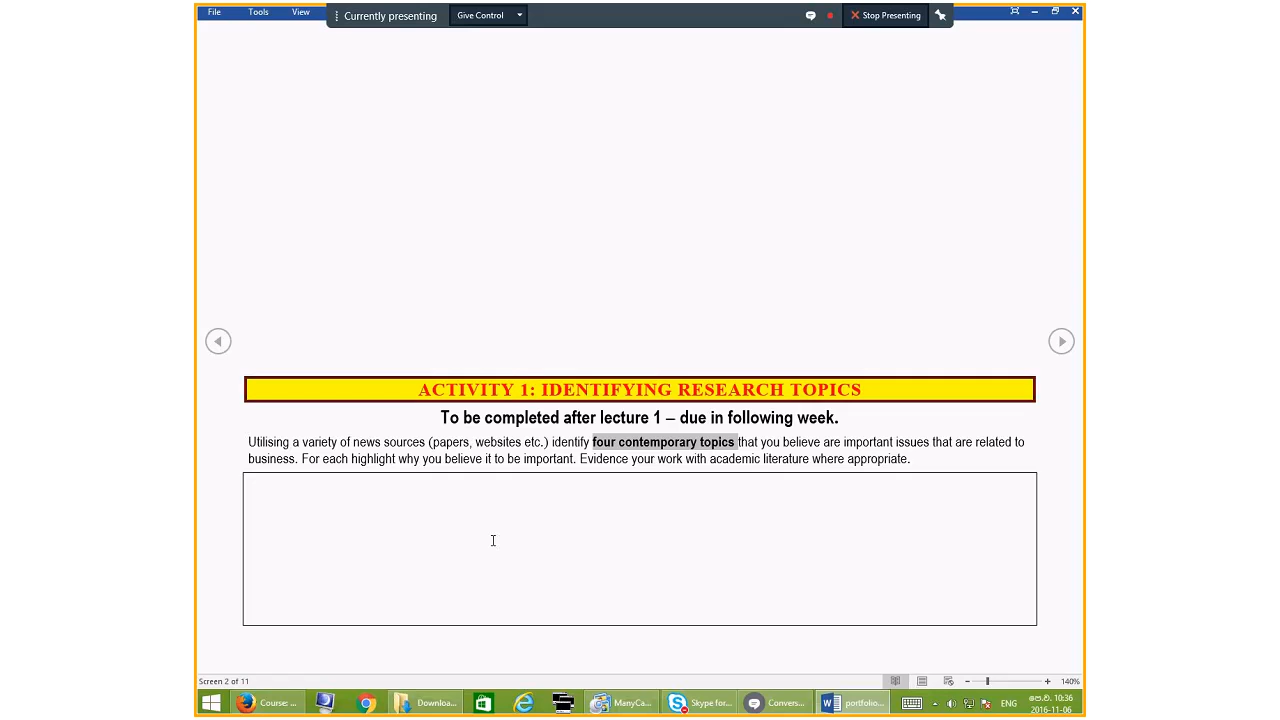 File Tools View
Currently presenting Give Control Stop Presenting
ACTIVITY 1: IDENTIFYING RESEARCH TOPICS
To be completed after lecture 1 – due in following week.
Utilising a variety of news sources (papers, websites etc.) identify four contemporary topics that you believe are important issues that are related to
business. For each highlight why you believe it to be important. Evidence your work with academic literature where appropriate.
Screen 2 of 11
140%
Course: ...
Downloa...
ManyCa...
Skype for...
Convers...
portfolio...
ENG
10:36
2016-11-06